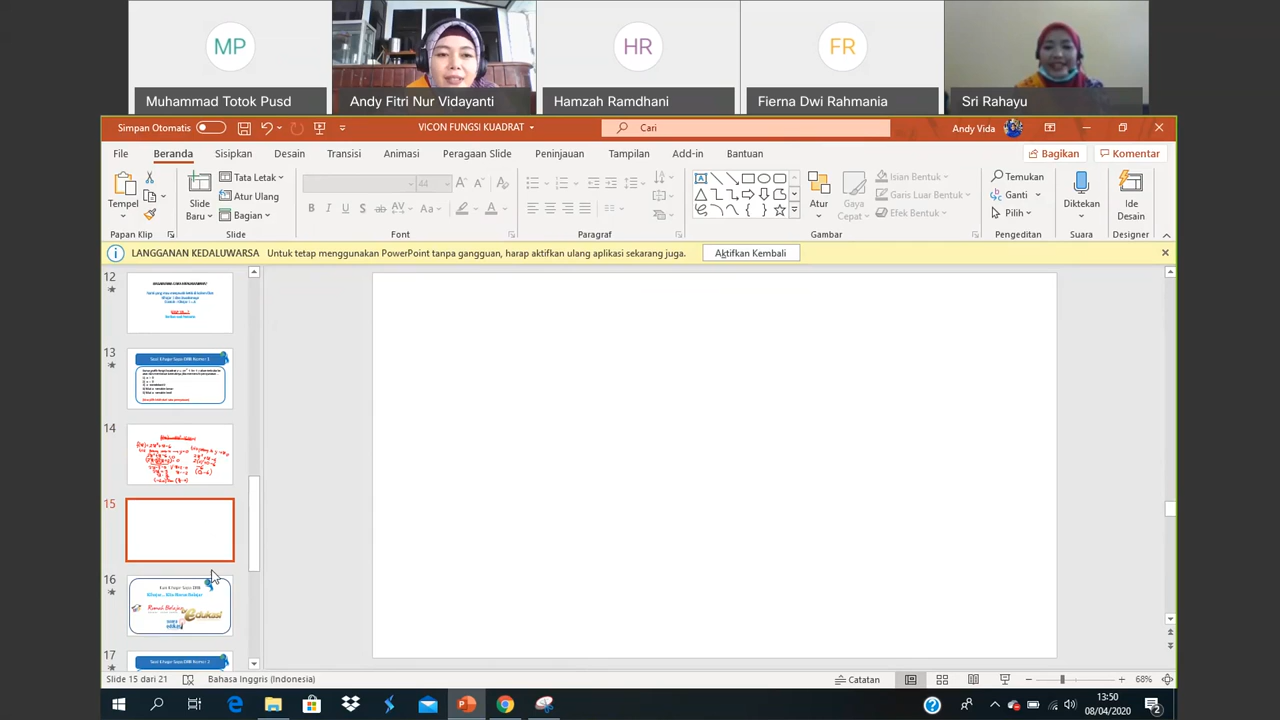 MP
HR
FR
Muhammad Totok Pusd
Andy Fitri Nur Vidayanti
Hamzah Ramdhani
Fierna Dwi Rahmania
Sri Rahayu
Simpan Otomatis
VICON FUNGSI KUADRAT
Cari
Andy Vida
File
Beranda
Sisipkan
Desain
Transisi
Animasi
Peragaan Slide
Peninjauan
Tampilan
Add-in
Bantuan
Bagikan
Komentar
Tempel
Slide Baru
Tata Letak
Atur Ulang
Bagian
44
Atur
Gaya Cepat
Isian Bentuk
Garis Luar Bentuk
Efek Bentuk
Temukan
Ganti
Pilih
Diktekan
Ide Desain
Papan Klip
Slide
Font
Paragraf
Gambar
Pengeditan
Suara
Designer
LANGGANAN KEDALUWARSA Untuk tetap menggunakan PowerPoint tanpa gangguan, harap aktifkan ulang aplikasi sekarang juga.
Aktifkan Kembali
12
13
14
15
16
Rumah Belajar
edukasi
17
Slide 15 dari 21
Bahasa Inggris (Indonesia)
Catatan
68%
13:50
08/04/2020
2